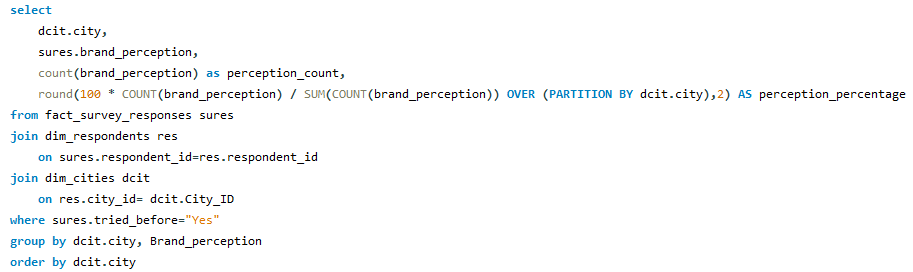 select
dcit.city,
sures.brand_perception,
count(brand_perception) as perception_count,
round(100 * COUNT(brand_perception) / SUM(COUNT(brand_perception)) OVER (PARTITION BY dcit.city),2) AS perception_percentage
from fact_survey_responses sures
join dim_respondents res
on sures.respondent_id=res.respondent_id
join dim_cities dcit
on res.city_id= dcit.City_ID
where sures.tried_before="Yes"
group by dcit.city, Brand_perception
order by dcit.city